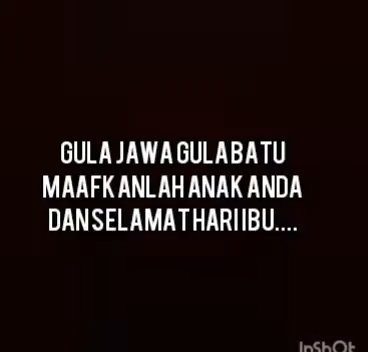 GULA JAWA GULA BATU
MAAFKANLAH ANAK ANDA
DAN SELAMAT HARI IBU....
InShOt